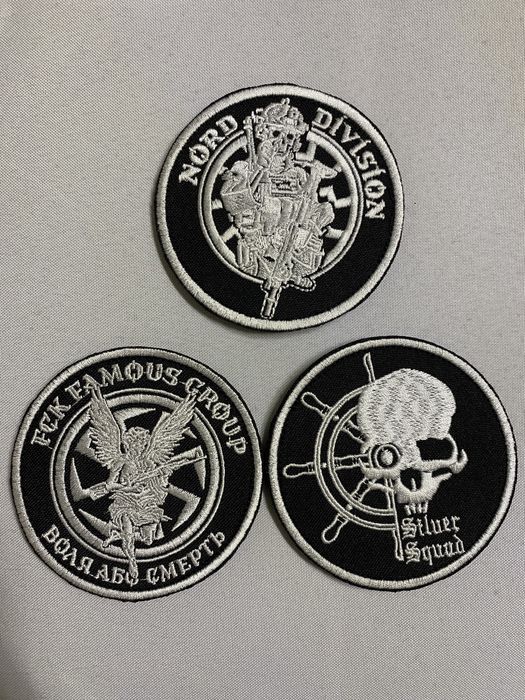 NORD DIVISION
FCK FAMOUS GROUP
ВОЛЯ АБО СМЕРТЬ
Silver
Squad